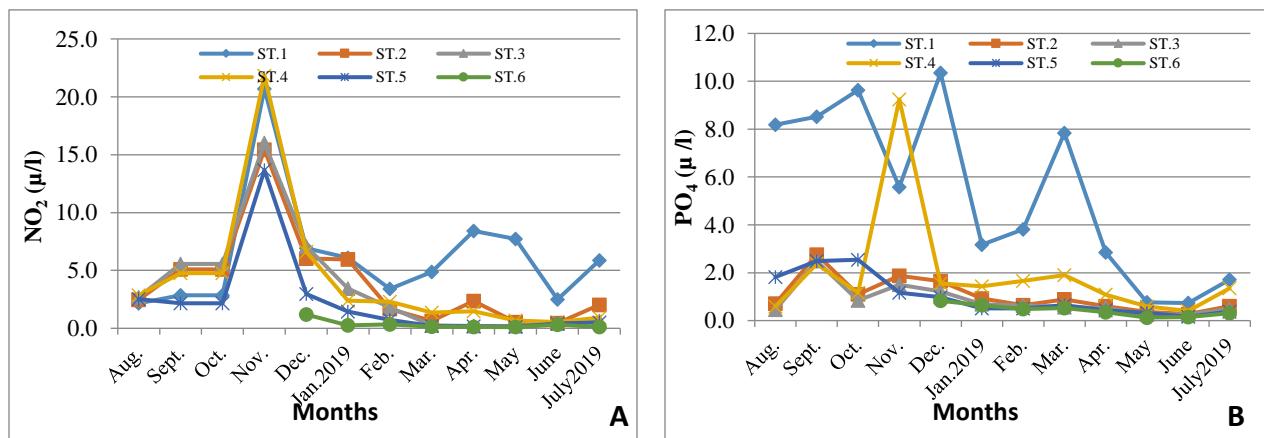 25.0
20.0
15.0
10.0
5.0
0.0
NO₂ (µ/l)
ST.1 ST.2 ST.3
ST.4 ST.5 ST.6
Aug. Sept. Oct. Nov. Dec. Jan.2019 Feb. Mar. Apr. May June July2019
Months
A
12.0
10.0
8.0
6.0
4.0
2.0
0.0
PO₄ (µ /l)
ST.1 ST.2 ST.3
ST.4 ST.5 ST.6
Aug. Sept. Oct. Nov. Dec. Jan.2019 Feb. Mar. Apr. May June July2019
Months
B